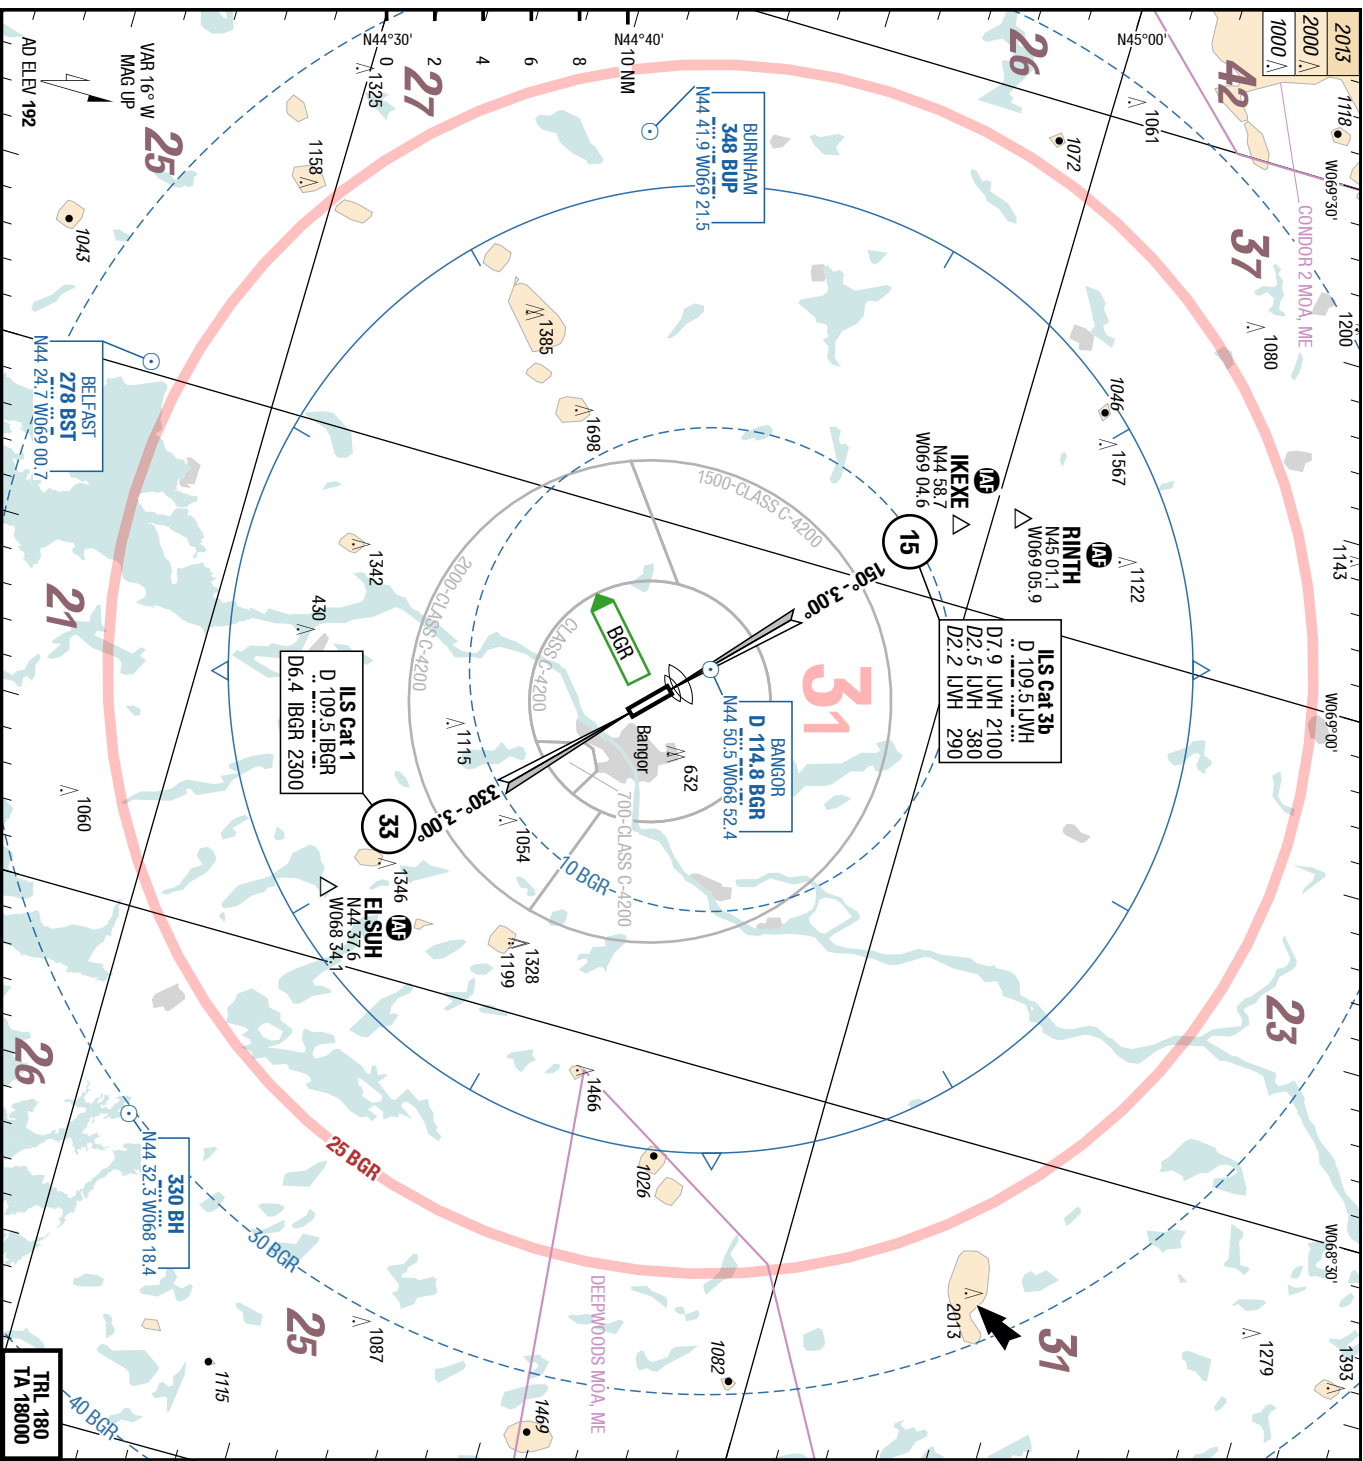 2013
2000
1000
1118
42
N45°00'
26
N44°40'
N44°30'
0
2
4
6
8
10 NM
1325
27
VAR 16° W
MAG UP
AD ELEV 192
25
1158
1043
BURNHAM
348 BUP
N44 41.9 W069 21.5
1061
1072
W069°30'
CONDOR 2 MOA, ME
37
1200
1080
1385
1698
BELFAST
278 BST
N44 24.7 W069 00.7
1046
1567
IAF
IKEXE
N44 58.7
W069 04.6
IAF
RINTH
N45 01.1
W069 05.9
1122
1143
15
150°- 3.00°
1500-CLASS C-4200
2000-CLASS C-4200
CLASS C-4200
700-CLASS C-4200
1342
430
21
BGR
31
ILS Cat 3b
D 109.5 IJVH
D7.9 IJVH 2100
D2.5 IJVH 380
D2.2 IJVH 290
BANGOR
D 114.8 BGR
N44 50.5 W068 52.4
Bangor
632
W069°00'
ILS Cat 1
D 109.5 IBGR
D6.4 IBGR 2300
1115
1060
33
330°- 3.00°
1054
10 BGR
1346
IAF
ELSUH
N44 37.6
W068 34.1
1328
1199
23
26
1466
1026
25 BGR
330 BH
N44 32.3 W068 18.4
30 BGR
25
1087
1115
DEEPWOODS MOA, ME
1082
1469
2013
31
1279
1393
W068°30'
40 BGR
TRL 180
TA 18000